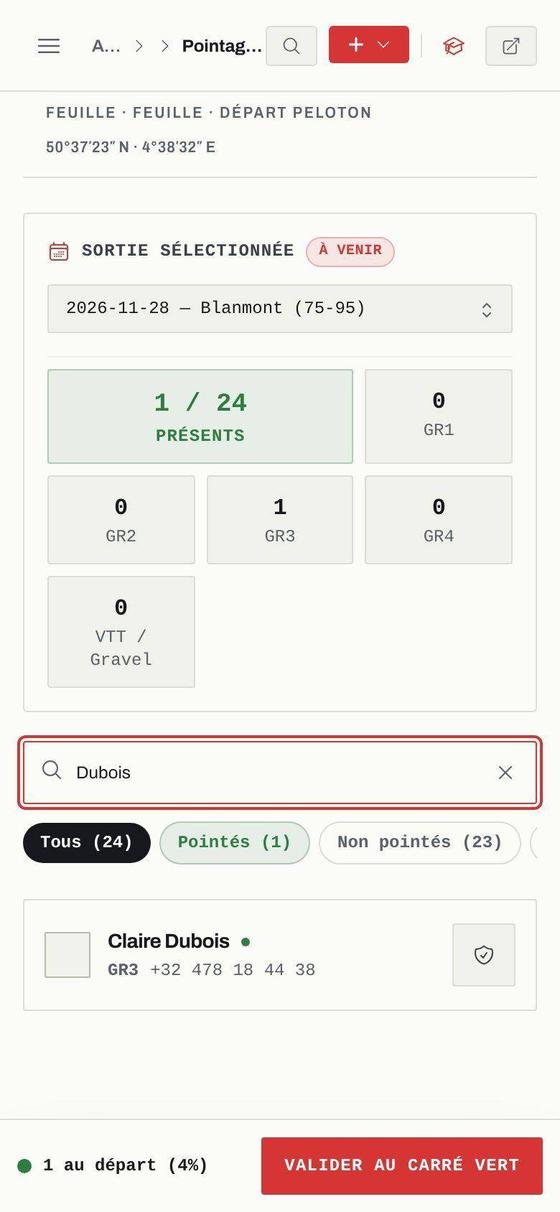 A... Pointag...
FEUILLE · FEUILLE · DÉPART PELOTON
50°37'23" N · 4°38'32" E
SORTIE SÉLECTIONNÉE À VENIR
2026-11-28 — Blanmont (75-95)
1 / 24
PRÉSENTS
0
GR1
0
GR2
1
GR3
0
GR4
0
VTT /
Gravel
Dubois
Tous (24) Pointés (1) Non pointés (23)
Claire Dubois
GR3 +32 478 18 44 38
1 au départ (4%) VALIDER AU CARRÉ VERT